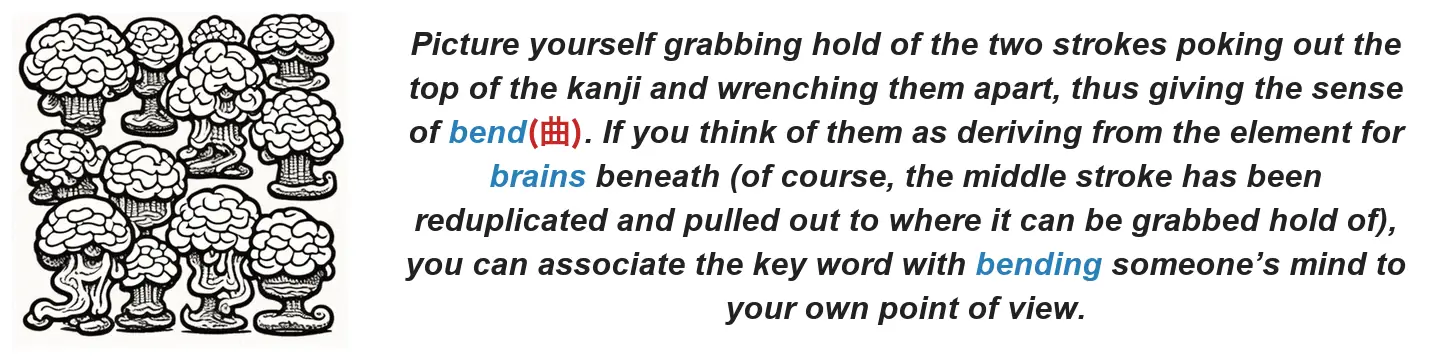 Picture yourself grabbing hold of the two strokes poking out the
top of the kanji and wrenching them apart, thus giving the sense
of bend(曲). If you think of them as deriving from the element for
brains beneath (of course, the middle stroke has been
reduplicated and pulled out to where it can be grabbed hold of),
you can associate the key word with bending someone’s mind to
your own point of view.